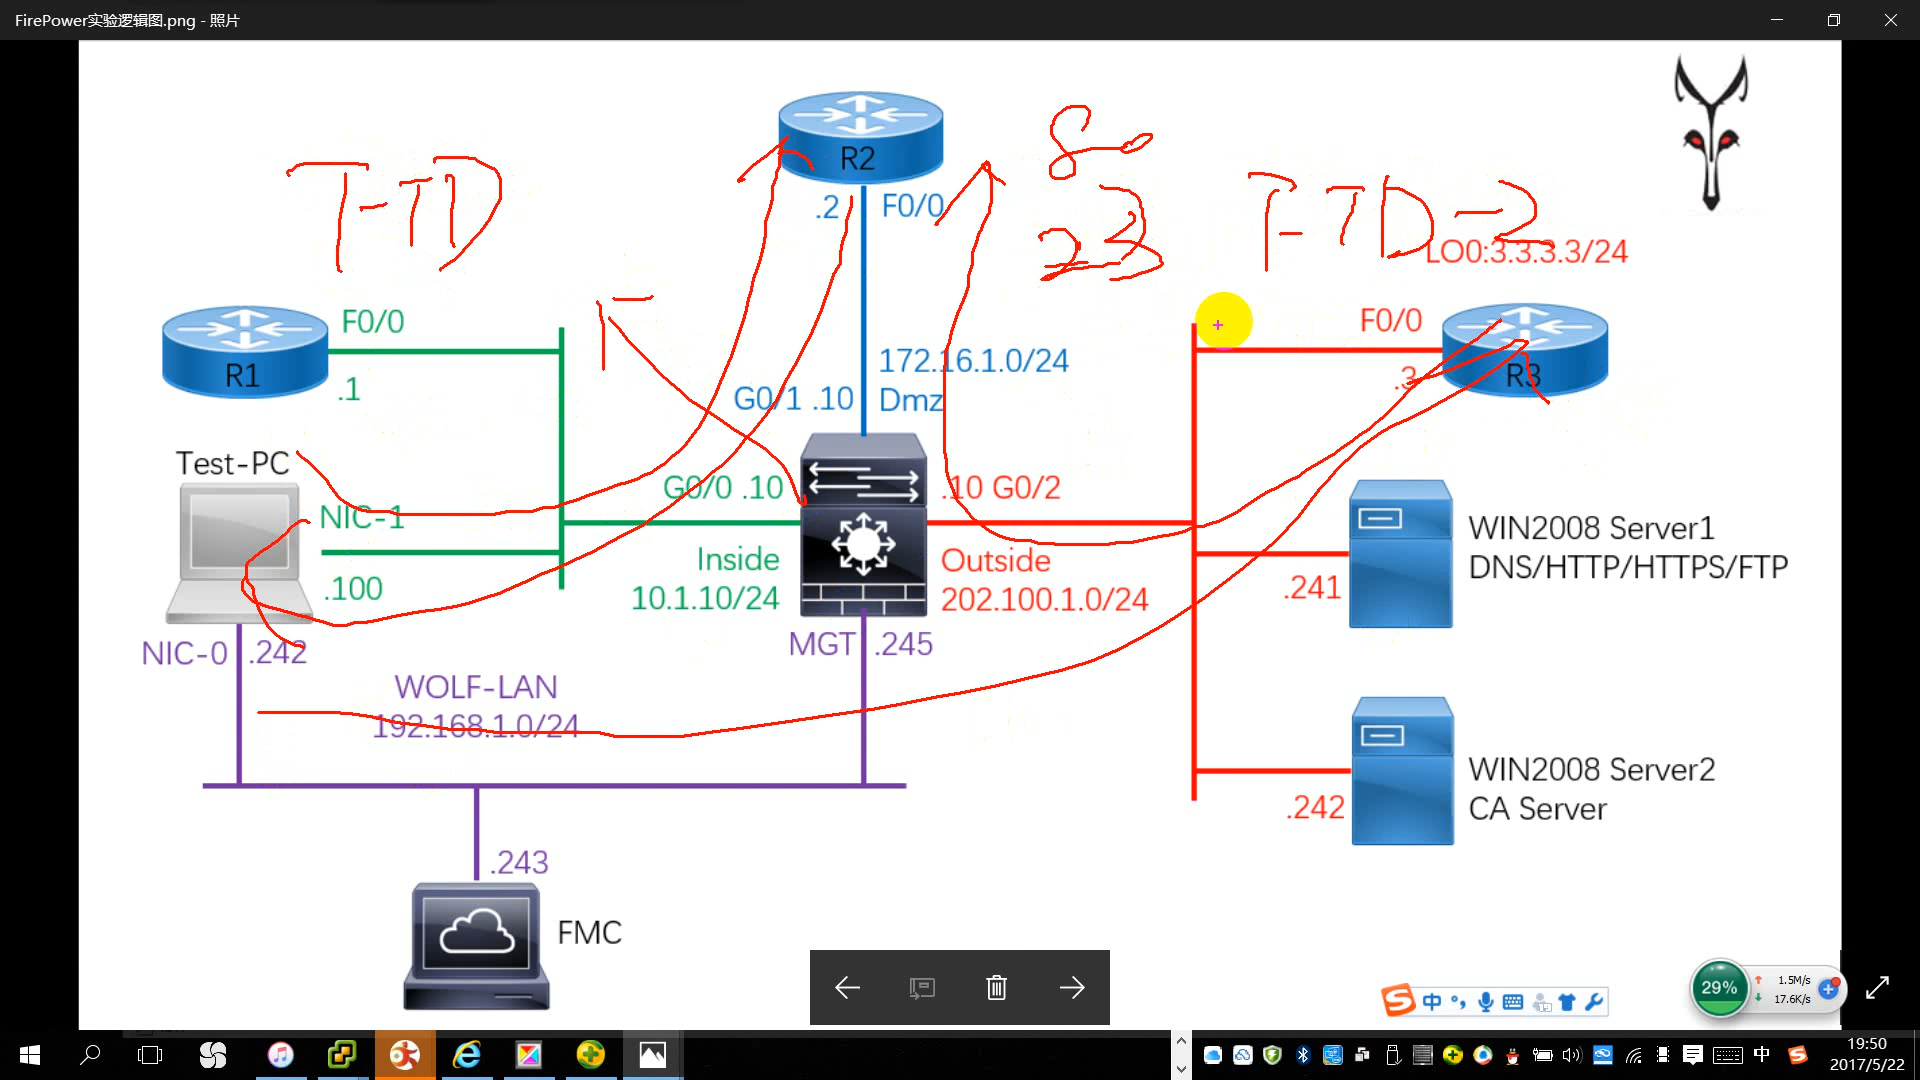 FirePower实验逻辑图.png - 照片
FTD
80
23
FTD-2
R2
.2
F0/0
LO0:3.3.3.3/24
F0/0
R1
.1
F0/0
.3
R3
172.16.1.0/24
G0/1 .10
Dmz
Test-PC
NIC-1
.100
G0/0 .10
.10 G0/2
Inside
10.1.10/24
Outside
202.100.1.0/24
WIN2008 Server1
DNS/HTTP/HTTPS/FTP
.241
NIC-0
.242
MGT
.245
WOLF-LAN
192.168.1.0/24
WIN2008 Server2
CA Server
.242
.243
FMC
中
29%
1.5M/s
17.6K/s
中
19:50
2017/5/22